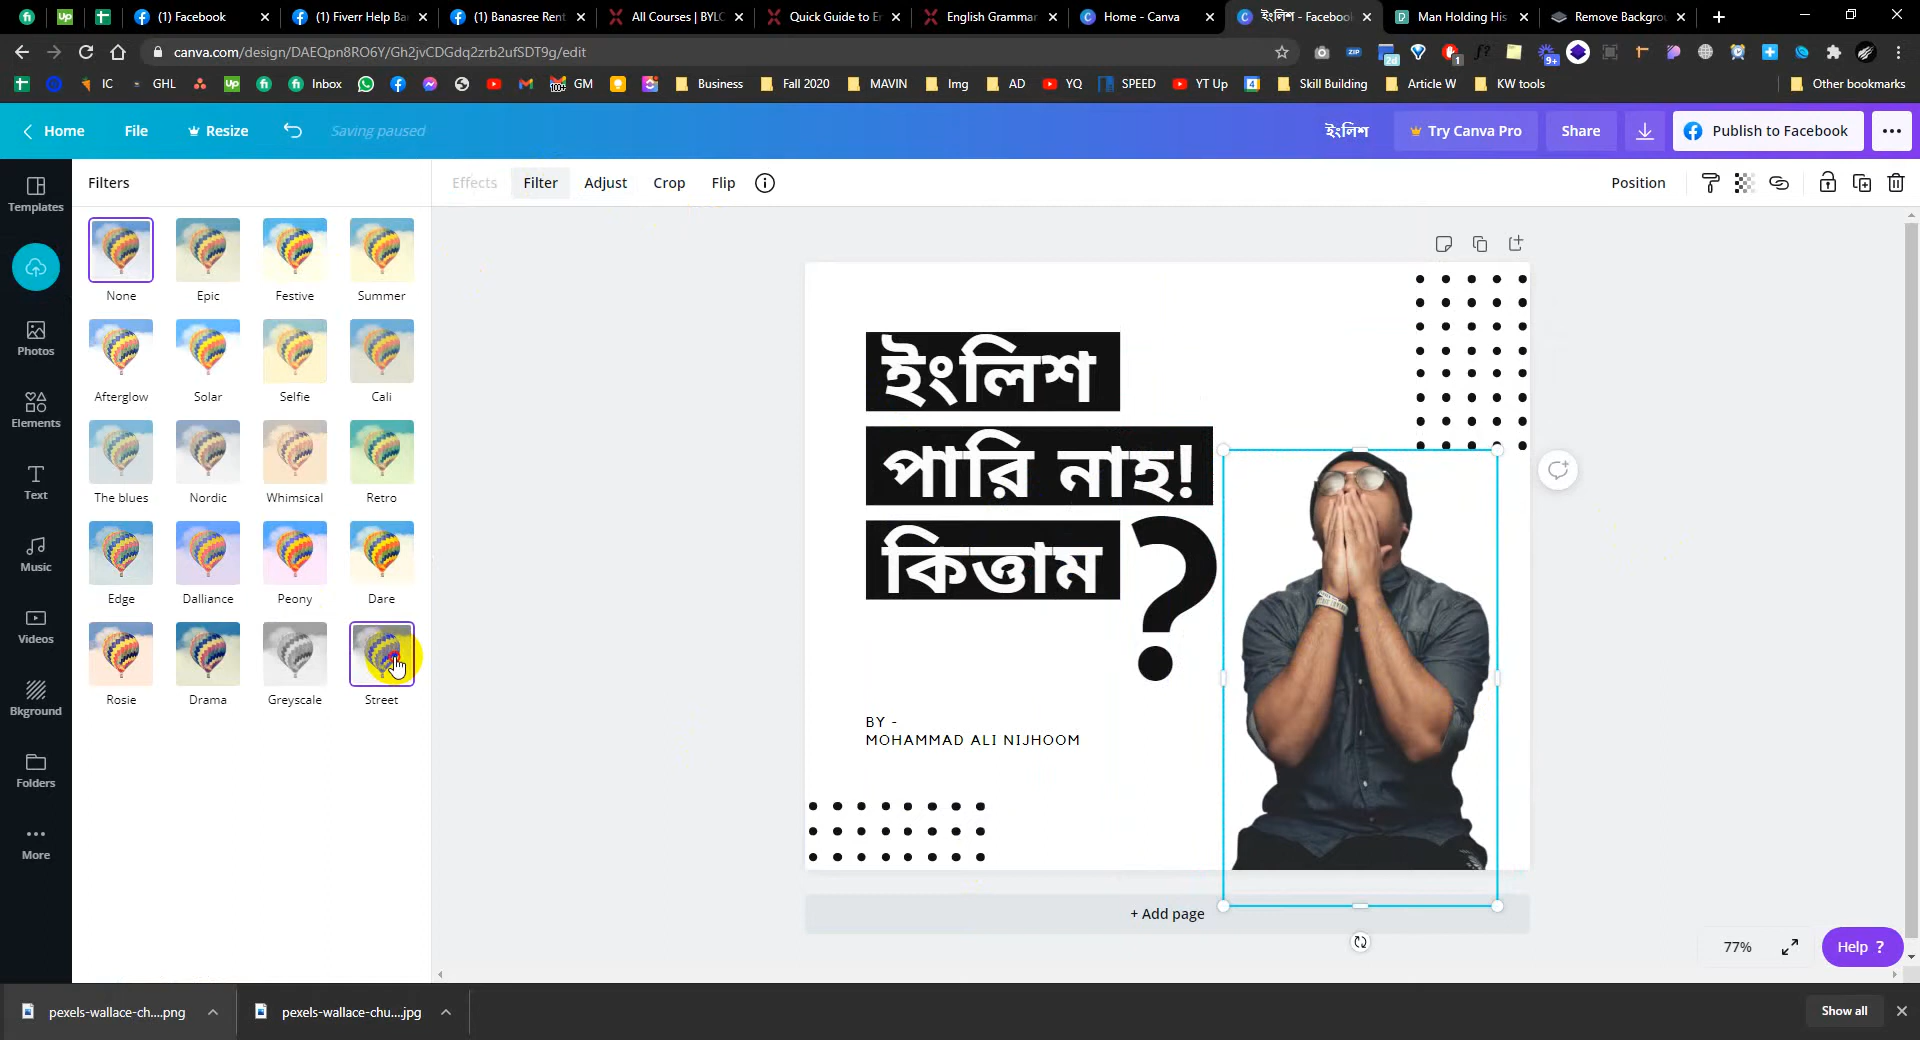 (1) Facebook
(1) Fiverr Help Ba
(1) Banasree Rent
All Courses | BYLC
Quick Guide to E
English Grammar
Home - Canva
ইংলিশ - Facebook
Man Holding His
Remove Backgrou
canva.com/design/DAEQpn8RO6Y/Gh2jvCDGdq2zrb2ufSDT9g/edit
IC
GHL
Inbox
GM
Business
Fall 2020
MAVIN
Img
AD
YQ
SPEED
YT Up
Skill Building
Article W
KW tools
Other bookmarks
Home
File
Resize
Saving paused
ইংলিশ
Try Canva Pro
Share
Publish to Facebook
Templates
Photos
Elements
Text
Music
Videos
Bkground
Folders
More
Filters
None
Epic
Festive
Summer
Afterglow
Solar
Selfie
Cali
The blues
Nordic
Whimsical
Retro
Edge
Dalliance
Peony
Dare
Rosie
Drama
Greyscale
Street
Effects
Filter
Adjust
Crop
Flip
Position
ইংলিশ
পারি নাহ!
কিত্তাম ?
BY -
MOHAMMAD ALI NIJHOOM
+ Add page
77%
Help ?
pexels-wallace-ch....png
pexels-wallace-chu....jpg
Show all